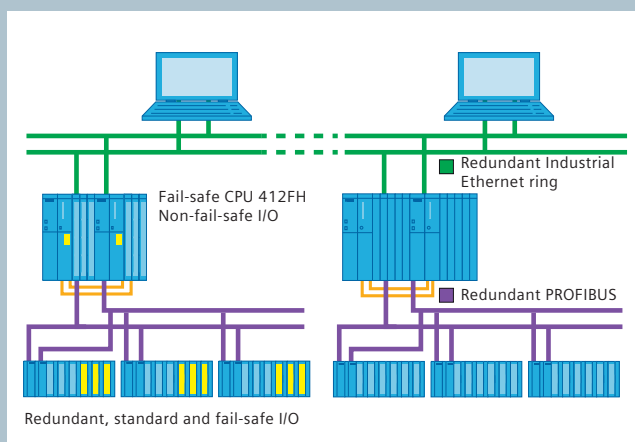 Redundant Industrial
Ethernet ring
Fail-safe CPU 412FH
Non-fail-safe I/O
Redundant PROFIBUS
Redundant, standard and fail-safe I/O